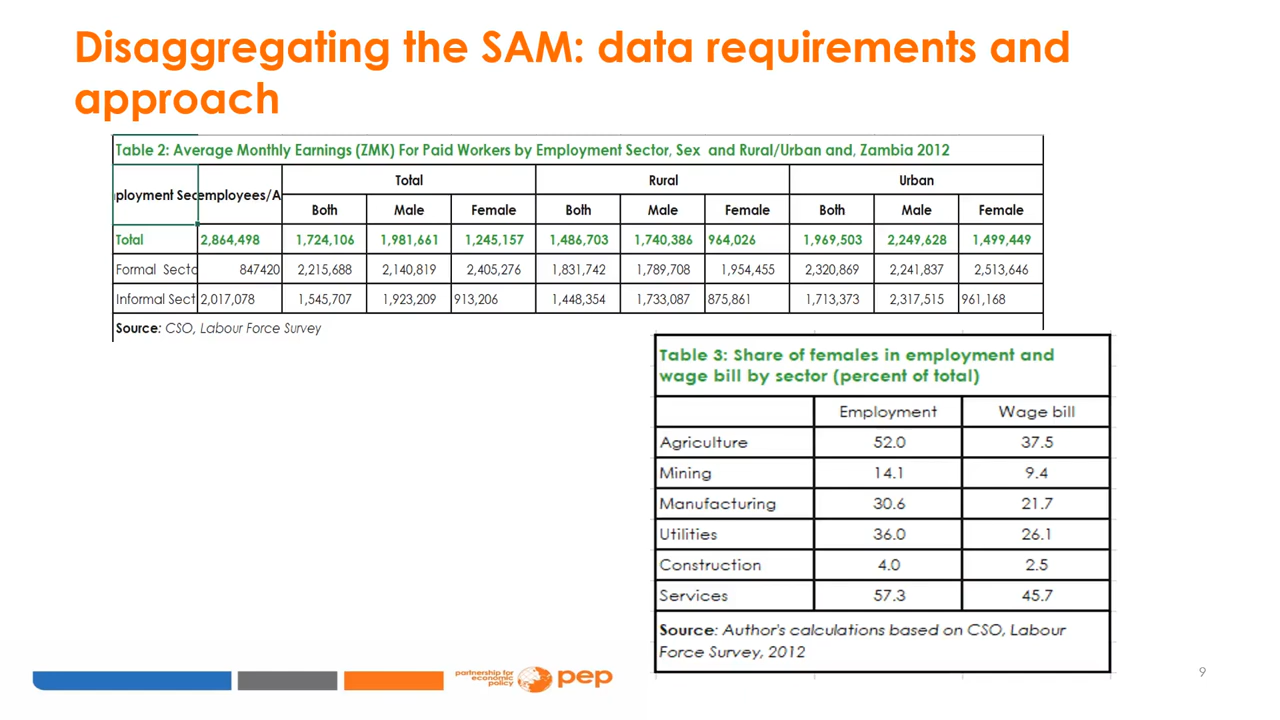 Disaggregating the SAM: data requirements and
approach
Table 2: Average Monthly Earnings (ZMK) For Paid Workers by Employment Sector, Sex and Rural/Urban and, Zambia 2012
ployment Sec employees/A Total Rural Urban
Both Male Female Both Male Female Both Male Female
Total 2,864,498 1,724,106 1,981,661 1,245,157 1,486,703 1,740,386 964,026 1,969,503 2,249,628 1,499,449
Formal Secto 847420 2,215,688 2,140,819 2,405,276 1,831,742 1,789,708 1,954,455 2,320,869 2,241,837 2,513,646
Informal Sect 2,017,078 1,545,707 1,923,209 913,206 1,448,354 1,733,087 875,861 1,713,373 2,317,515 961,168
Source: CSO, Labour Force Survey
Table 3: Share of females in employment and
wage bill by sector (percent of total)
Employment Wage bill
Agriculture 52.0 37.5
Mining 14.1 9.4
Manufacturing 30.6 21.7
Utilities 36.0 26.1
Construction 4.0 2.5
Services 57.3 45.7
Source: Author's calculations based on CSO, Labour
Force Survey, 2012
partnership for
economic
policy
pep
9